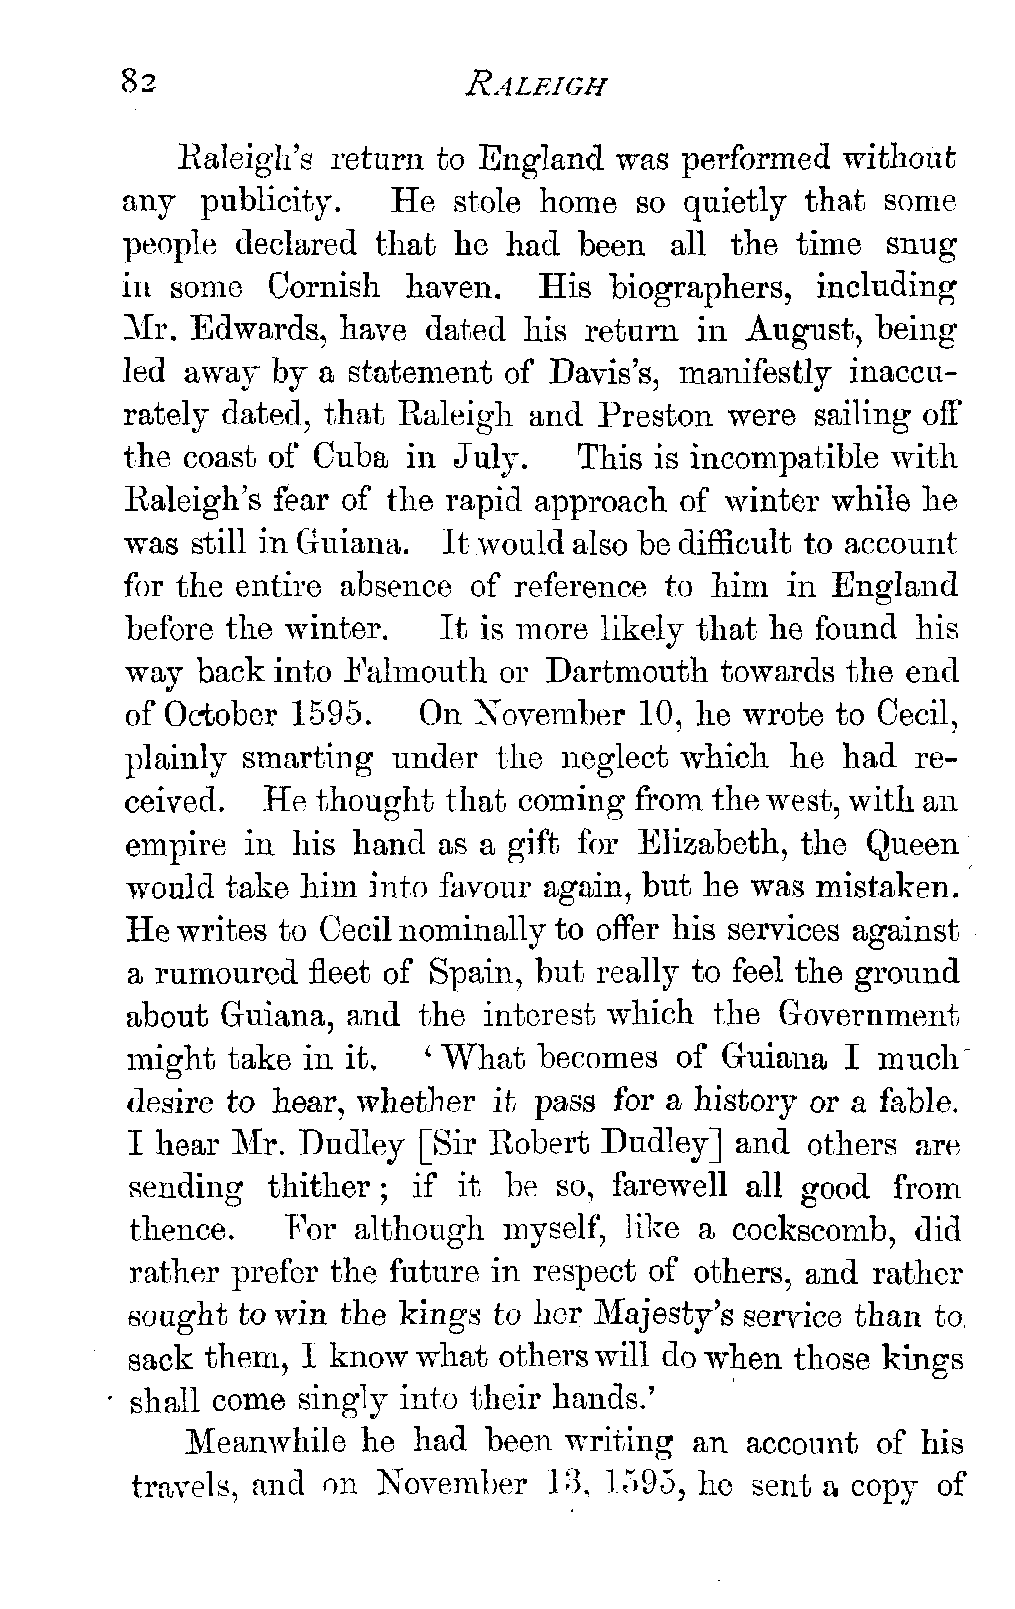 82 RALEIGH
Raleigh's return to England was performed without
any publicity. He stole home so quietly that some
people declared that he had been all the time snug
in some Cornish haven. His biographers, including
Mr. Edwards, have dated his return in August, being
led away by a statement of Davis's, manifestly inaccu-
rately dated, that Raleigh and Preston were sailing off
the coast of Cuba in July. This is incompatible with
Raleigh's fear of the rapid approach of winter while he
was still in Guiana. It would also be difficult to account
for the entire absence of reference to him in England
before the winter. It is more likely that he found his
way back into Falmouth or Dartmouth towards the end
of October 1595. On November 10, he wrote to Cecil,
plainly smarting under the neglect which he had re-
ceived. He thought that coming from the west, with an
empire in his hand as a gift for Elizabeth, the Queen
would take him into favour again, but he was mistaken.
He writes to Cecil nominally to offer his services against
a rumoured fleet of Spain, but really to feel the ground
about Guiana, and the interest which the Government
might take in it. ‘What becomes of Guiana I much
desire to hear, whether it pass for a history or a fable.
I hear Mr. Dudley [Sir Robert Dudley] and others are
sending thither; if it be so, farewell all good from
thence. For although myself, like a cockscomb, did
rather prefer the future in respect of others, and rather
sought to win the kings to her Majesty's service than to
sack them, I know what others will do when those kings
shall come singly into their hands.’
Meanwhile he had been writing an account of his
travels, and on November 13, 1595, he sent a copy of